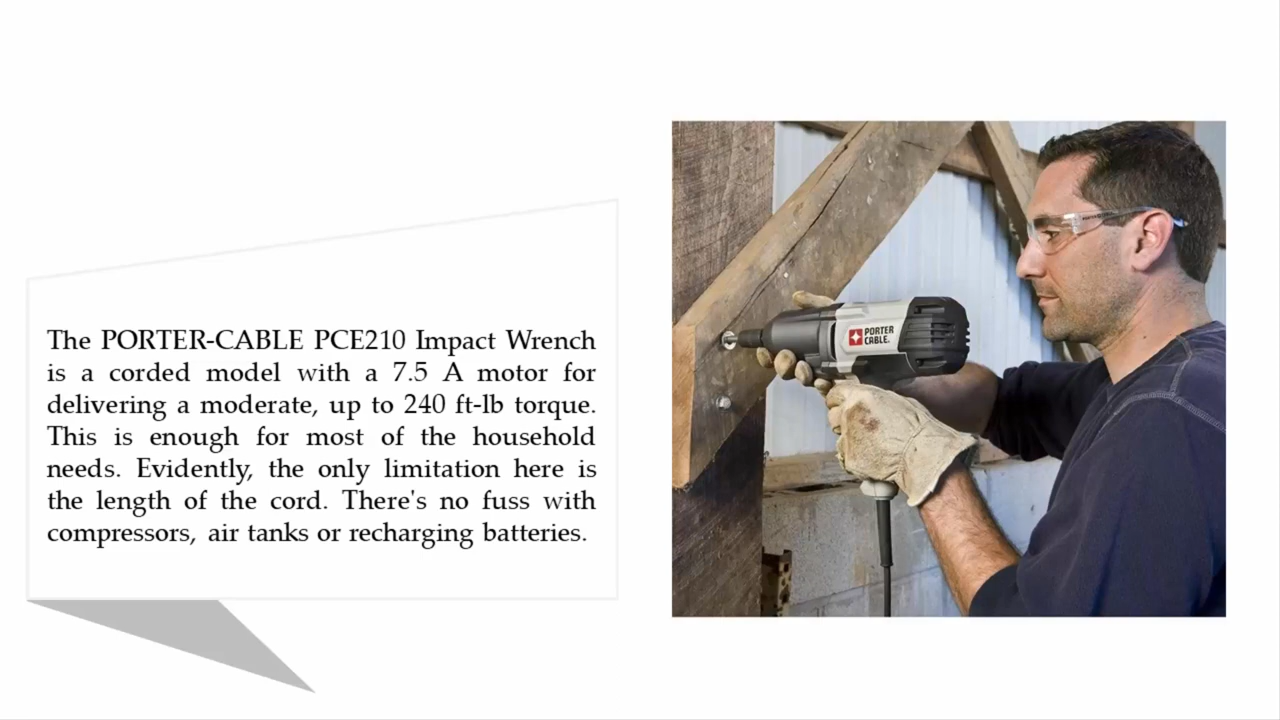 The PORTER-CABLE PCE210 Impact Wrench
is a corded model with a 7.5 A motor for
delivering a moderate, up to 240 ft-lb torque.
This is enough for most of the household
needs. Evidently, the only limitation here is
the length of the cord. There's no fuss with
compressors, air tanks or recharging batteries.
PORTER
CABLE.